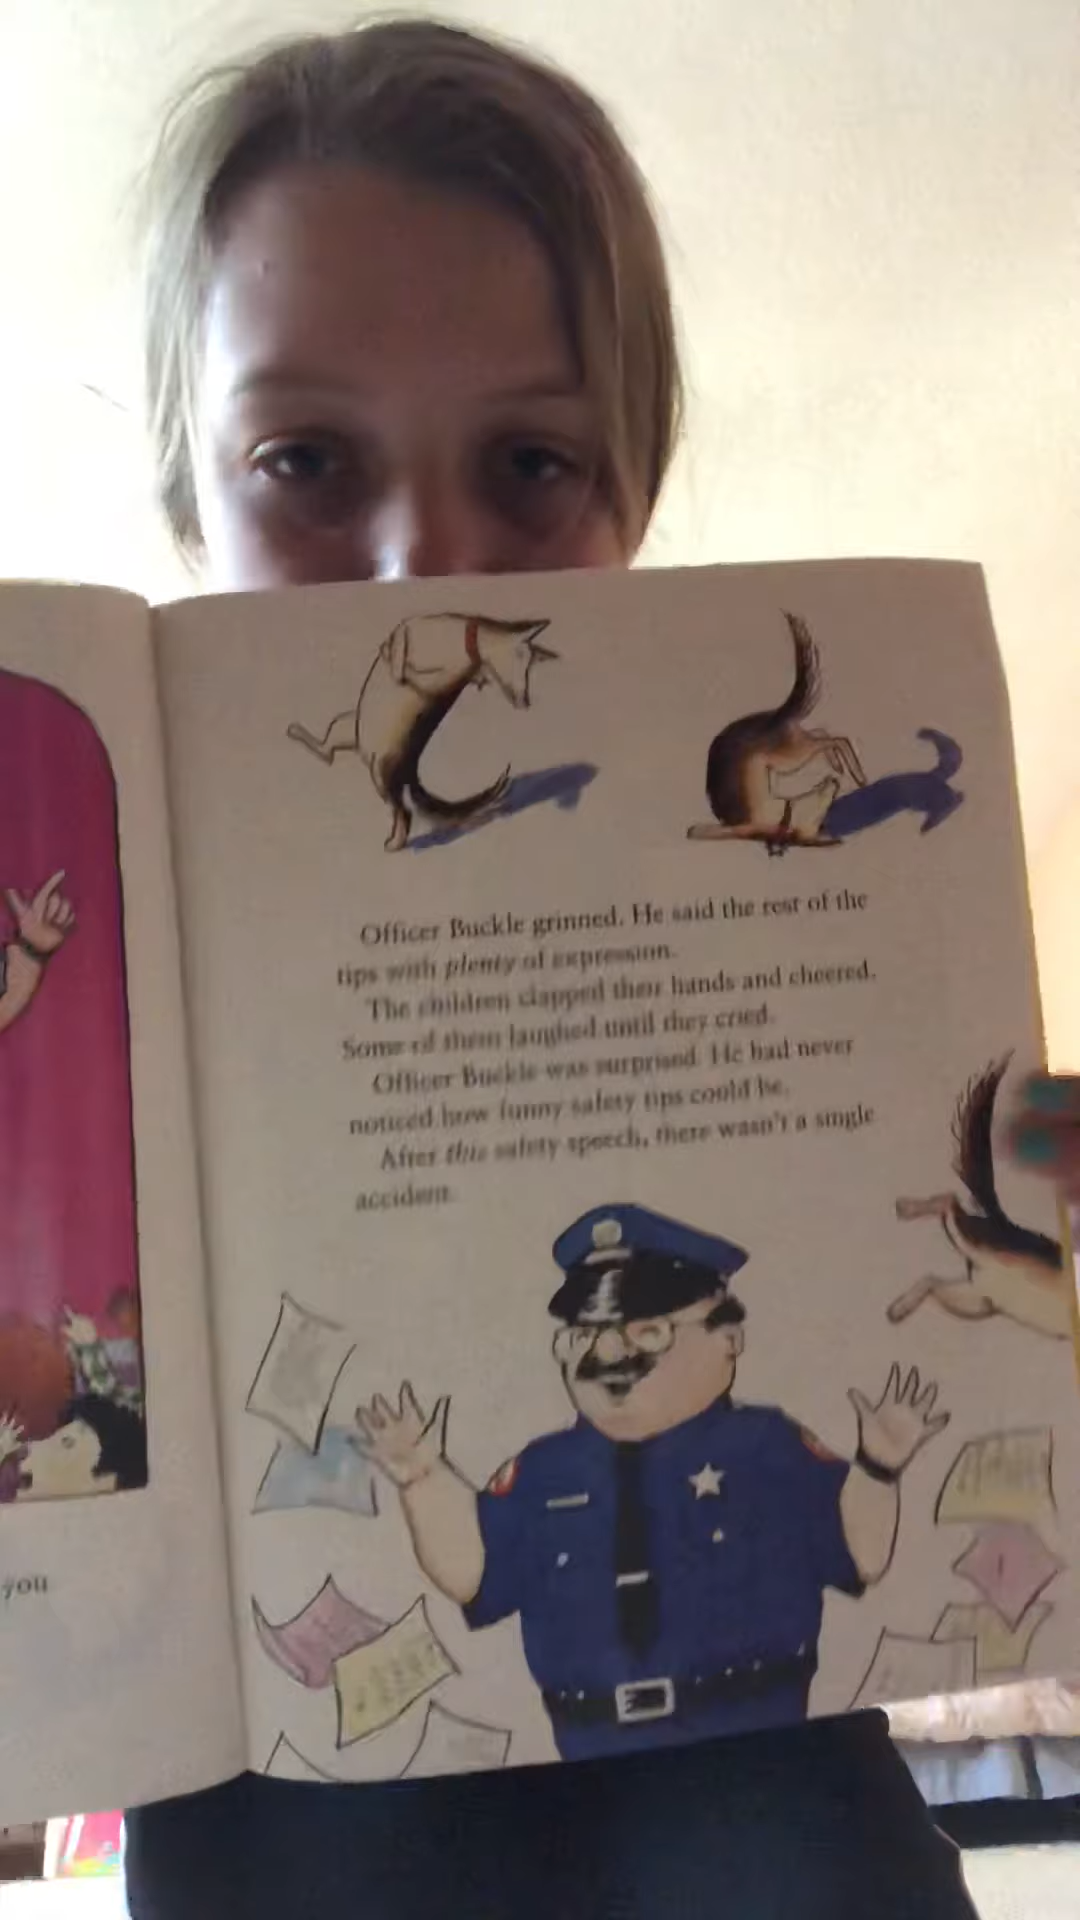 Officer Buckle grinned. He said the rest of the
tips with plenty of expression.
The children clapped their hands and cheered.
Some of them laughed until they cried.
Officer Buckle was surprised. He had never
noticed how funny safety tips could be.
After this safety speech, there wasn't a single
accident.
you